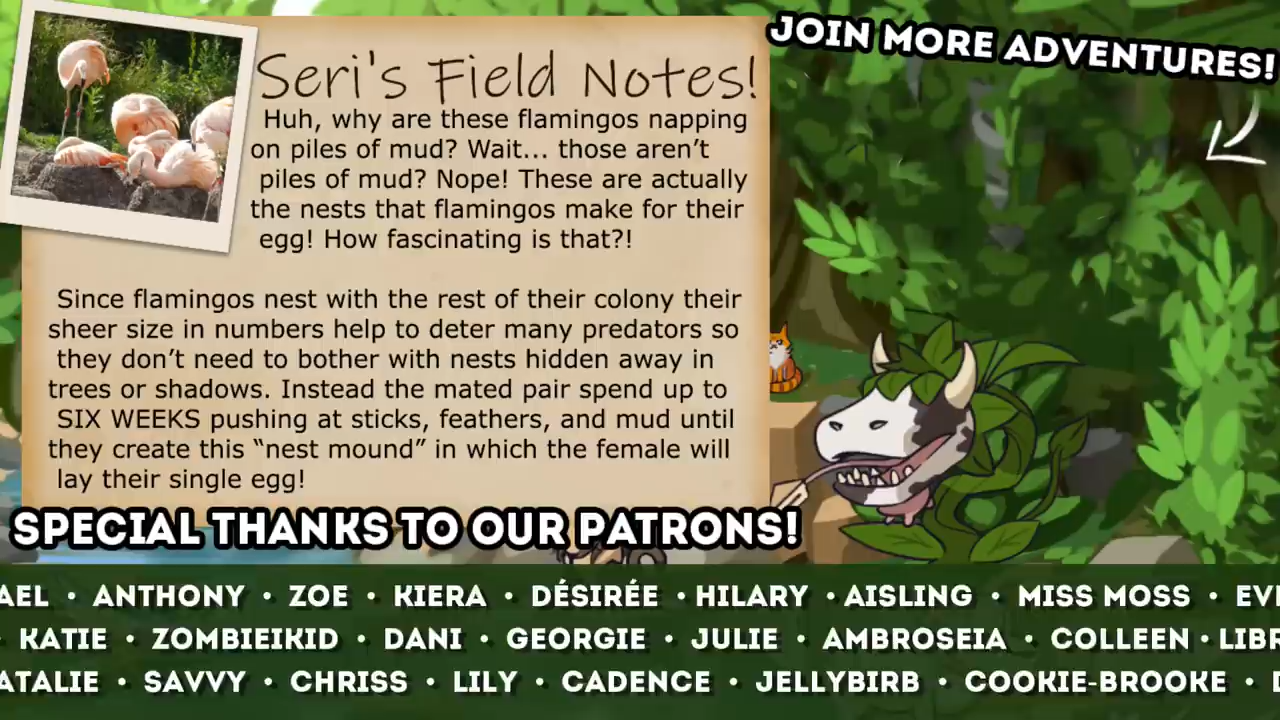 JOIN MORE ADVENTURES!
Seri's Field Notes!
Huh, why are these flamingos napping
on piles of mud? Wait... those aren't
piles of mud? Nope! These are actually
the nests that flamingos make for their
egg! How fascinating is that?!
Since flamingos nest with the rest of their colony their
sheer size in numbers help to deter many predators so
they don't need to bother with nests hidden away in
trees or shadows. Instead the mated pair spend up to
SIX WEEKS pushing at sticks, feathers, and mud until
they create this “nest mound” in which the female will
lay their single egg!
SPECIAL THANKS TO OUR PATRONS!
AEL • ANTHONY • ZOE • KIERA • DÉSIRÉE • HILARY • AISLING • MISS MOSS •
• KATIE • ZOMBIEIKID • DANI • GEORGIE • JULIE • AMBROSEIA • COLLEEN • LIBR
ATALIE • SAVVY • CHRISS • LILY • CADENCE • JELLYBIRB • COOKIE-BROOKE •